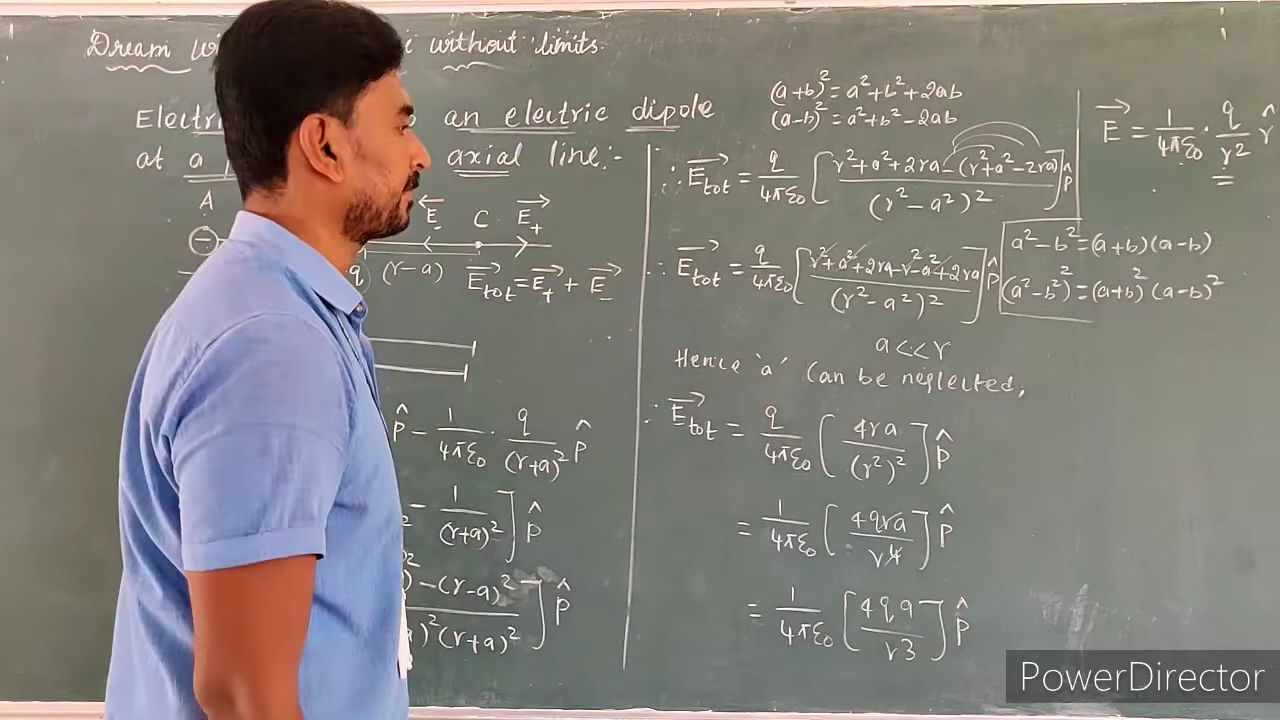 Dream without limits.
Electri an electric dipole
at a axial line:-
A
⊖
E₋ C E₊
q (r-a) E⃗tot = E⃗₊ + E⃗₋
p̂ - 1/4πε₀ · q/(r+a)² p̂
- 1/(r+a)² ] p̂
-(r-a)² / )²(r+a)² ] p̂
(a+b)² = a²+b²+2ab
(a-b)² = a²+b²-2ab
∴ E⃗tot = q/4πε₀ [ r²+a²+2ra-(r²+a²-2ra) / (r²-a²)² ] p̂
∴ E⃗tot = q/4πε₀ [ r²+a²+2ra-r²-a²+2ra / (r²-a²)² ] p̂
a<<r
Hence 'a' can be neglected,
∴ E⃗tot = q/4πε₀ [ 4ra / (r²)² ] p̂
= 1/4πε₀ [ 4qra / r⁴ ] p̂
= 1/4πε₀ [ 4qa / r3 ] p̂
E⃗ = 1/4πε₀ · q/r² r̂
a²-b² = (a+b)(a-b)
(a²-b²)² = (a+b)² (a-b)²
PowerDirector